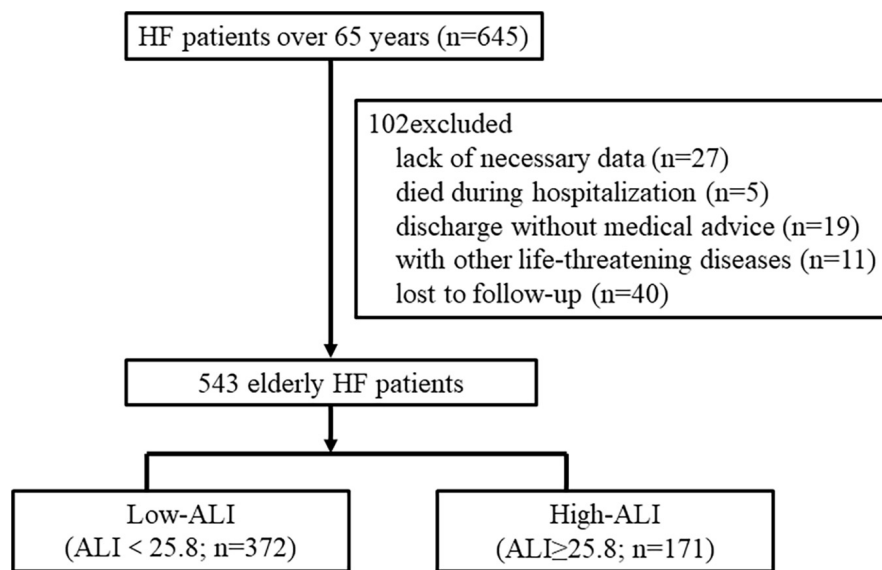 HF patients over 65 years (n=645)
102excluded
lack of necessary data (n=27)
died during hospitalization (n=5)
discharge without medical advice (n=19)
with other life-threatening diseases (n=11)
lost to follow-up (n=40)
543 elderly HF patients
Low-ALI
(ALI < 25.8; n=372)
High-ALI
(ALI≥25.8; n=171)